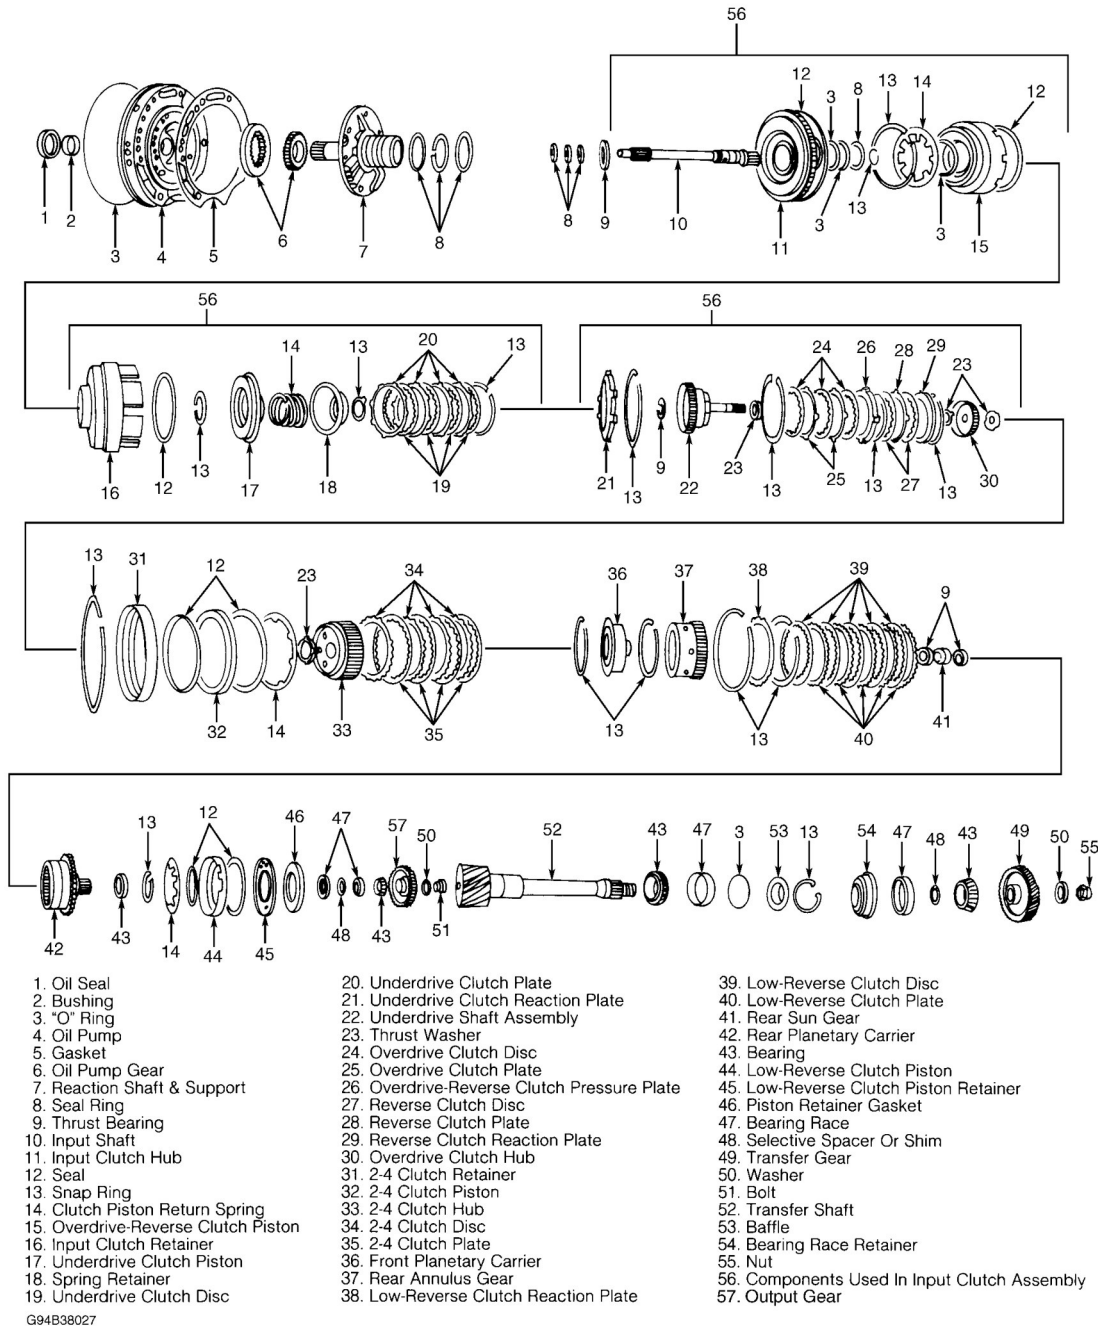 56
12 3 8 13 14 12
1 2 3 4 5 6 7 8 8 9 10 11 3 13 3 15
56 56
14 13 20 13 24 26 28 29 23
16 12 13 17 18 19 21 13 9 22 23 13 25 13 27 13 30
13 31 12 23 34 36 37 38 39 9
32 14 33 35 13 13 40 41
13 12 46 47 57 50 52 43 47 3 53 13 54 47 48 43 49 50 55
42 43 14 44 45 48 43 51
1. Oil Seal
2. Bushing
3. "O" Ring
4. Oil Pump
5. Gasket
6. Oil Pump Gear
7. Reaction Shaft & Support
8. Seal Ring
9. Thrust Bearing
10. Input Shaft
11. Input Clutch Hub
12. Seal
13. Snap Ring
14. Clutch Piston Return Spring
15. Overdrive-Reverse Clutch Piston
16. Input Clutch Retainer
17. Underdrive Clutch Piston
18. Spring Retainer
19. Underdrive Clutch Disc
20. Underdrive Clutch Plate
21. Underdrive Clutch Reaction Plate
22. Underdrive Shaft Assembly
23. Thrust Washer
24. Overdrive Clutch Disc
25. Overdrive Clutch Plate
26. Overdrive-Reverse Clutch Pressure Plate
27. Reverse Clutch Disc
28. Reverse Clutch Plate
29. Reverse Clutch Reaction Plate
30. Overdrive Clutch Hub
31. 2-4 Clutch Retainer
32. 2-4 Clutch Piston
33. 2-4 Clutch Hub
34. 2-4 Clutch Disc
35. 2-4 Clutch Plate
36. Front Planetary Carrier
37. Rear Annulus Gear
38. Low-Reverse Clutch Reaction Plate
39. Low-Reverse Clutch Disc
40. Low-Reverse Clutch Plate
41. Rear Sun Gear
42. Rear Planetary Carrier
43. Bearing
44. Low-Reverse Clutch Piston
45. Low-Reverse Clutch Piston Retainer
46. Piston Retainer Gasket
47. Bearing Race
48. Selective Spacer Or Shim
49. Transfer Gear
50. Washer
51. Bolt
52. Transfer Shaft
53. Baffle
54. Bearing Race Retainer
55. Nut
56. Components Used In Input Clutch Assembly
57. Output Gear
G94B38027